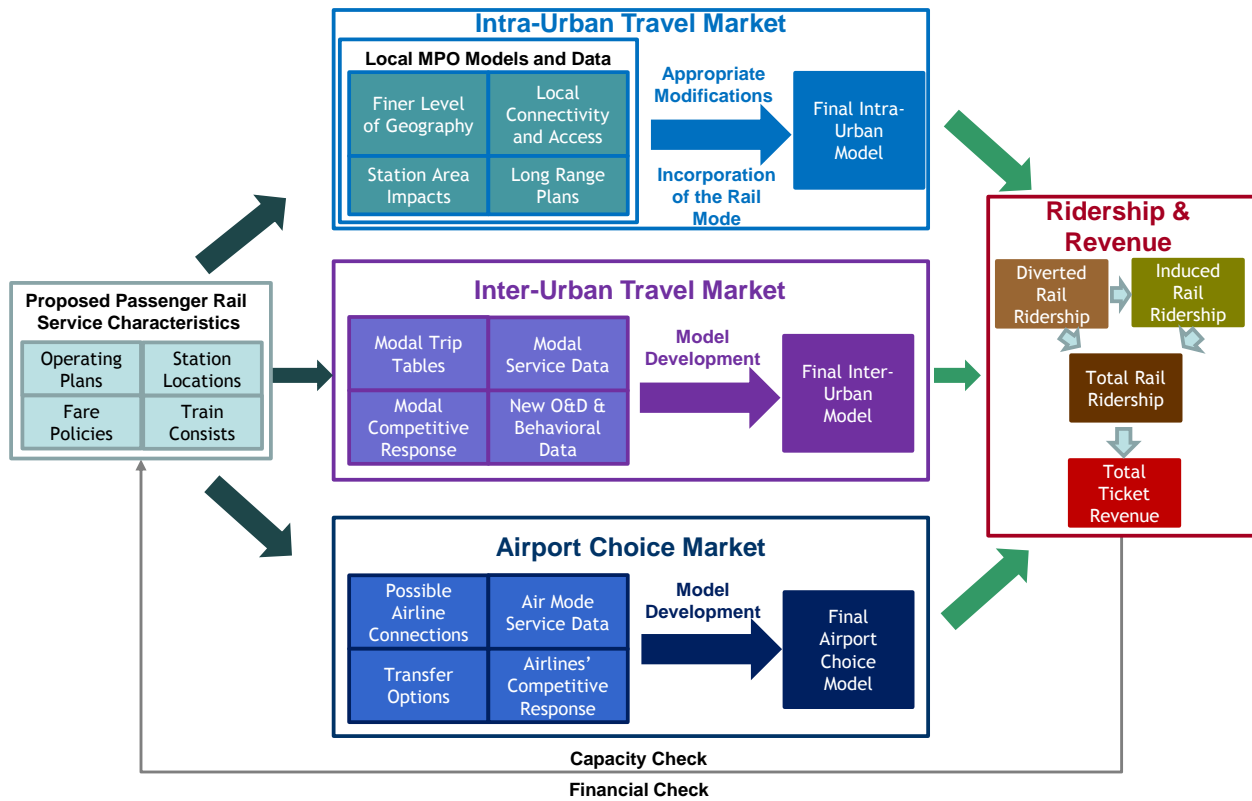 Intra-Urban Travel Market
Local MPO Models and Data
Finer Level
of Geography
Local
Connectivity
and Access
Station Area
Impacts
Long Range
Plans
Appropriate
Modifications
Incorporation
of the Rail
Mode
Final Intra-
Urban
Model
Proposed Passenger Rail
Service Characteristics
Operating
Plans
Station
Locations
Fare
Policies
Train
Consists
Inter-Urban Travel Market
Modal Trip
Tables
Modal
Service Data
Modal
Competitive
Response
New O&D &
Behavioral
Data
Model
Development
Final Inter-
Urban
Model
Airport Choice Market
Possible
Airline
Connections
Air Mode
Service Data
Transfer
Options
Airlines’
Competitive
Response
Model
Development
Final
Airport
Choice
Model
Ridership &
Revenue
Diverted
Rail
Ridership
Induced
Rail
Ridership
Total Rail
Ridership
Total
Ticket
Revenue
Capacity Check
Financial Check